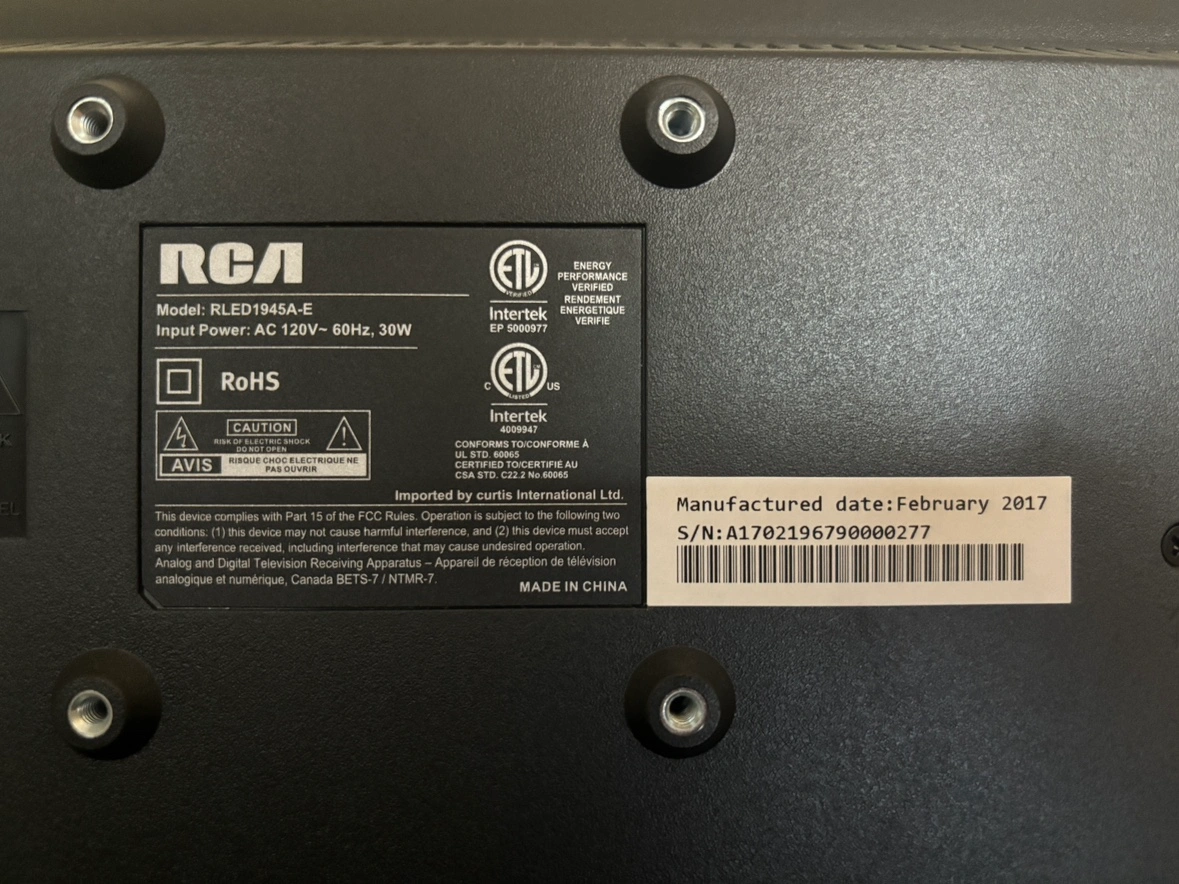 RCA
Model: RLED1945A-E
Input Power: AC 120V~ 60Hz, 30W
RoHS
CAUTION
RISK OF ELECTRIC SHOCK
DO NOT OPEN
AVIS
RISQUE CHOC ELECTRIQUE NE
PAS OUVRIR
ETL
VERIFIED
Intertek
EP 5000977
ENERGY
PERFORMANCE
VERIFIED
RENDEMENT
ENERGETIQUE
VERIFIE
C ETL US
LISTED
Intertek
4009947
CONFORMS TO/CONFORME À
UL STD. 60065
CERTIFIED TO/CERTIFIÉ AU
CSA STD. C22.2 No.60065
Imported by curtis International Ltd.
This device complies with Part 15 of the FCC Rules. Operation is subject to the following two
conditions: (1) this device may not cause harmful interference, and (2) this device must accept
any interference received, including interference that may cause undesired operation.
Analog and Digital Television Receiving Apparatus – Appareil de réception de télévision
analogique et numérique, Canada BETS-7 / NTMR-7.
MADE IN CHINA
Manufactured date:February 2017
S/N:A1702196790000277